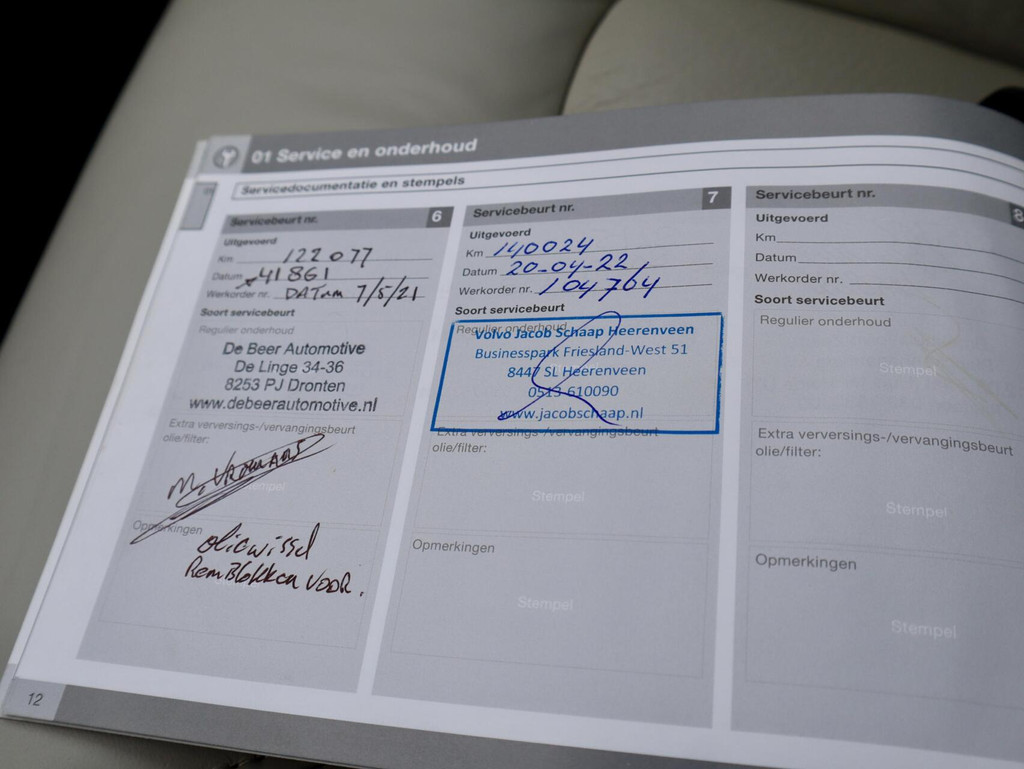 01 Service en onderhoud
Servicedocumentatie en stempels
Servicebeurt nr. 6
Uitgevoerd
Km 122077
Datum 41861
Werkorder nr. DATum 7/5/21
Soort servicebeurt
Regulier onderhoud
De Beer Automotive
De Linge 34-36
8253 PJ Dronten
www.debeerautomotive.nl
Extra verversings-/vervangingsbeurt
olie/filter:
Stempel
Opmerkingen
oliewissel
RemBlokken VOOR.
Servicebeurt nr. 7
Uitgevoerd
Km 140024
Datum 20-04-22
Werkorder nr. 104764
Soort servicebeurt
Regulier onderhoud
Volvo Jacob Schaap Heerenveen
Businesspark Friesland-West 51
8447 SL Heerenveen
0513 610090
www.jacobschaap.nl
Extra verversings-/vervangingsbeurt
olie/filter:
Stempel
Opmerkingen
Stempel
Servicebeurt nr. 8
Uitgevoerd
Km
Datum
Werkorder nr.
Soort servicebeurt
Regulier onderhoud
Stempel
Extra verversings-/vervangingsbeurt
olie/filter:
Stempel
Opmerkingen
Stempel
12